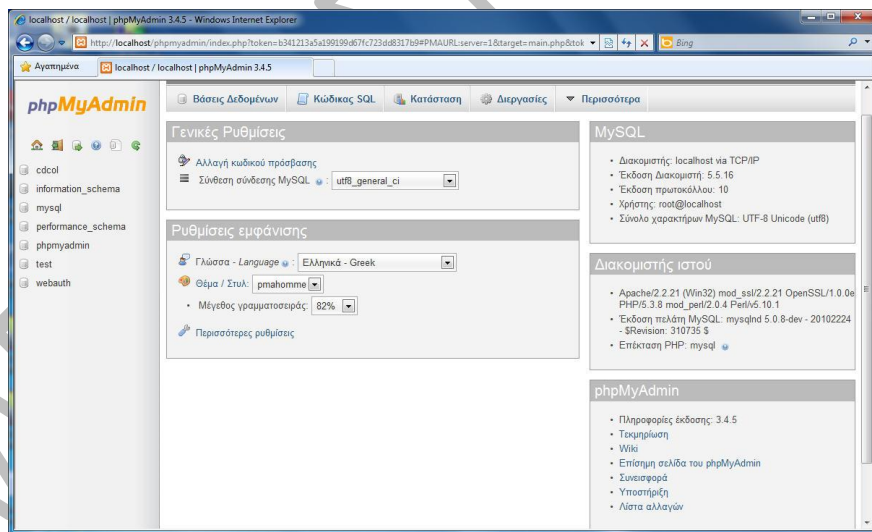 localhost / localhost | phpMyAdmin 3.4.5 - Windows Internet Explorer
http://localhost/phpmyadmin/index.php?token=b341213a5a199199d67fc723dd8317b9#PMAURL:server=1&target=main.php&tok
Bing
Αγαπημένα
localhost / localhost | phpMyAdmin 3.4.5
phpMyAdmin
cdcol
information_schema
mysql
performance_schema
phpmyadmin
test
webauth
Βάσεις Δεδομένων
Κώδικας SQL
Κατάσταση
Διεργασίες
Περισσότερα
Γενικές Ρυθμίσεις
Αλλαγή κωδικού πρόσβασης
Σύνθεση σύνδεσης MySQL : utf8_general_ci
Ρυθμίσεις εμφάνισης
Γλώσσα - Language : Ελληνικά - Greek
Θέμα / Στυλ: pmahomme
• Μέγεθος γραμματοσειράς: 82%
Περισσότερες ρυθμίσεις
MySQL
• Διακομιστής: localhost via TCP/IP
• Έκδοση Διακομιστή: 5.5.16
• Έκδοση πρωτοκόλλου: 10
• Χρήστης: root@localhost
• Σύνολο χαρακτήρων MySQL: UTF-8 Unicode (utf8)
Διακομιστής ιστού
• Apache/2.2.21 (Win32) mod_ssl/2.2.21 OpenSSL/1.0.0e
PHP/5.3.8 mod_perl/2.0.4 Perl/v5.10.1
• Έκδοση πελάτη MySQL: mysqlnd 5.0.8-dev - 20102224
- $Revision: 310735 $
• Επέκταση PHP: mysql
phpMyAdmin
• Πληροφορίες έκδοσης: 3.4.5
• Τεκμηρίωση
• Wiki
• Επίσημη σελίδα του phpMyAdmin
• Συνεισφορά
• Υποστήριξη
• Λίστα αλλαγών